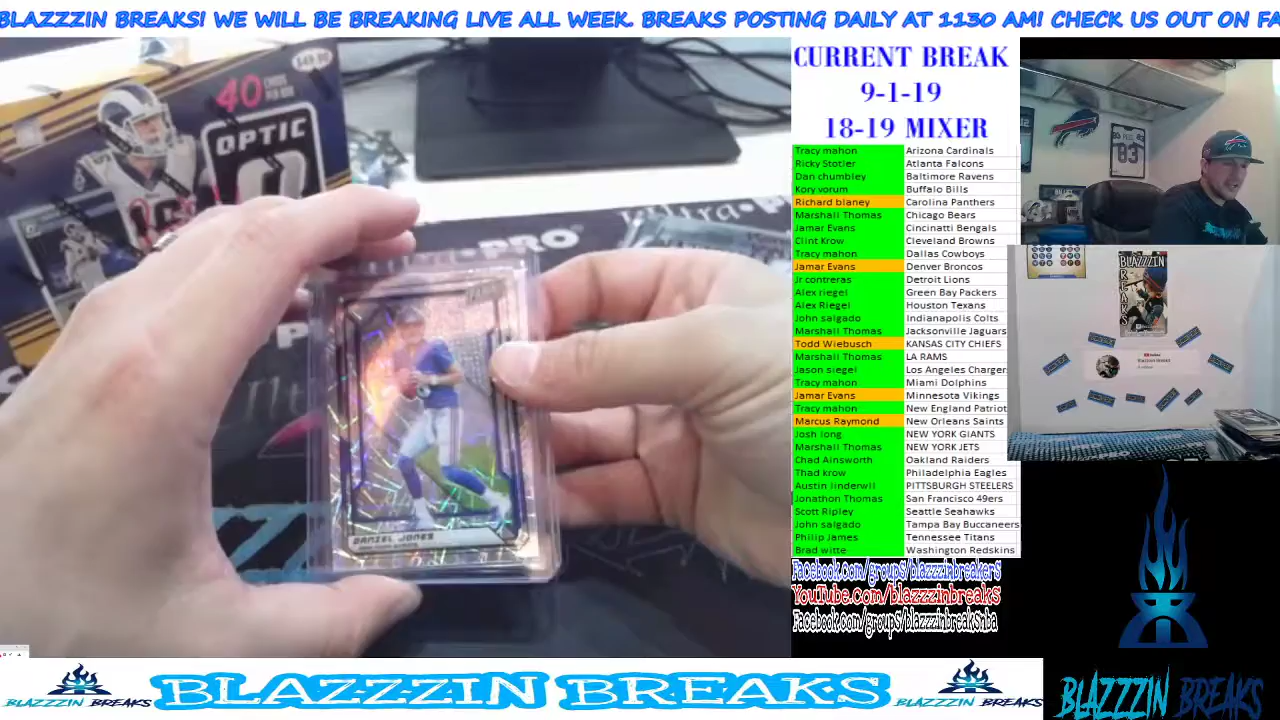 BLAZZZIN BREAKS! WE WILL BE BREAKING LIVE ALL WEEK. BREAKS POSTING DAILY AT 1130 AM! CHECK US OUT ON FA
CURRENT BREAK
9-1-19
18-19 MIXER
Tracy mahon Arizona Cardinals
Ricky Stotler Atlanta Falcons
Dan chumbley Baltimore Ravens
Kory vorum Buffalo Bills
Richard blaney Carolina Panthers
Marshall Thomas Chicago Bears
Jamar Evans Cincinatti Bengals
Clint Krow Cleveland Browns
Tracy mahon Dallas Cowboys
Jamar Evans Denver Broncos
Jr contreras Detroit Lions
Alex riegel Green Bay Packers
Alex Riegel Houston Texans
John salgado Indianapolis Colts
Marshall Thomas Jacksonville Jaguars
Todd Wiebusch KANSAS CITY CHIEFS
Marshall Thomas LA RAMS
Jason siegel Los Angeles Charger
Tracy mahon Miami Dolphins
Jamar Evans Minnesota Vikings
Tracy mahon New England Patriot
Marcus Raymond New Orleans Saints
Josh long NEW YORK GIANTS
Marshall Thomas NEW YORK JETS
Chad Ainsworth Oakland Raiders
Thad krow Philadelphia Eagles
Austin linderwll PITTSBURGH STEELERS
Jonathon Thomas San Francisco 49ers
Scott Ripley Seattle Seahawks
John salgado Tampa Bay Buccaneers
Philip James Tennessee Titans
Brad witte Washington Redskins
Facebook.com/groups/blazzzinbreakers
YouTube.com/blazzzinbreaks
Facebook.com/groups/blazzzinbreaksnba
40 CARDS
OPTIC
PRO
DANIEL JONES
83
BLAZZZIN
BREAKS
BLAZZZIN BREAKS
BLAZZZIN BREAKS
BLAZZZIN BREAKS
BLAZZZIN BREAKS